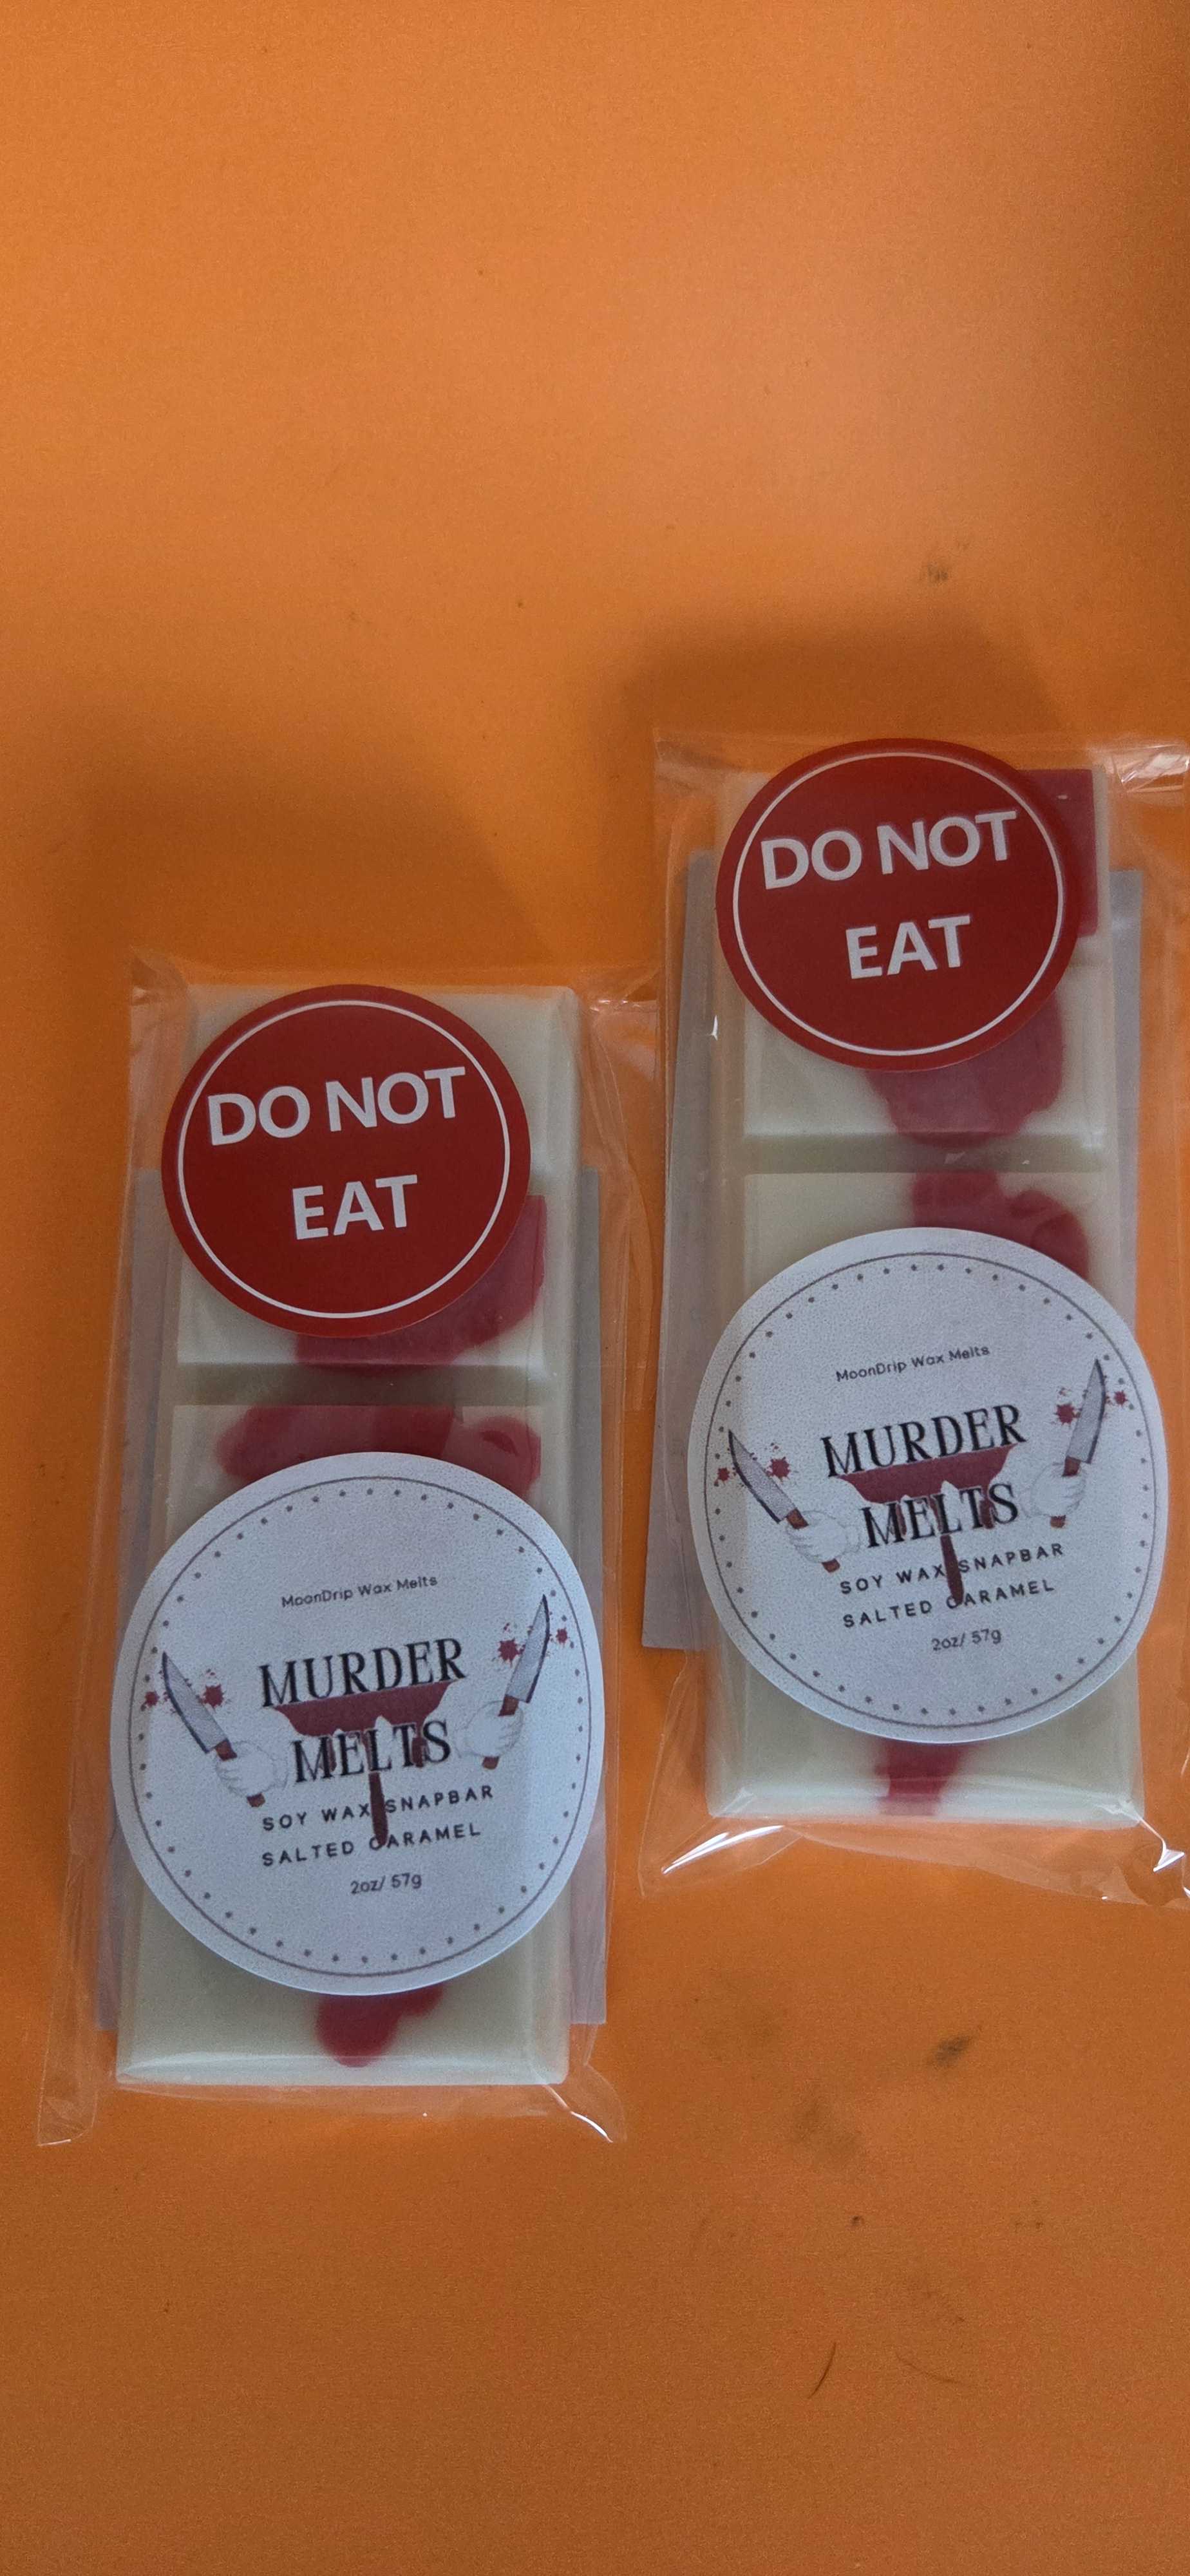 DO NOT
EAT
MoonDrip Wax Melts
MURDER
MELTS
SOY WAX SNAPBAR
SALTED CARAMEL
2oz/ 57g
DO NOT
EAT
MoonDrip Wax Melts
MURDER
MELTS
SOY WAX SNAPBAR
SALTED CARAMEL
2oz/ 57g